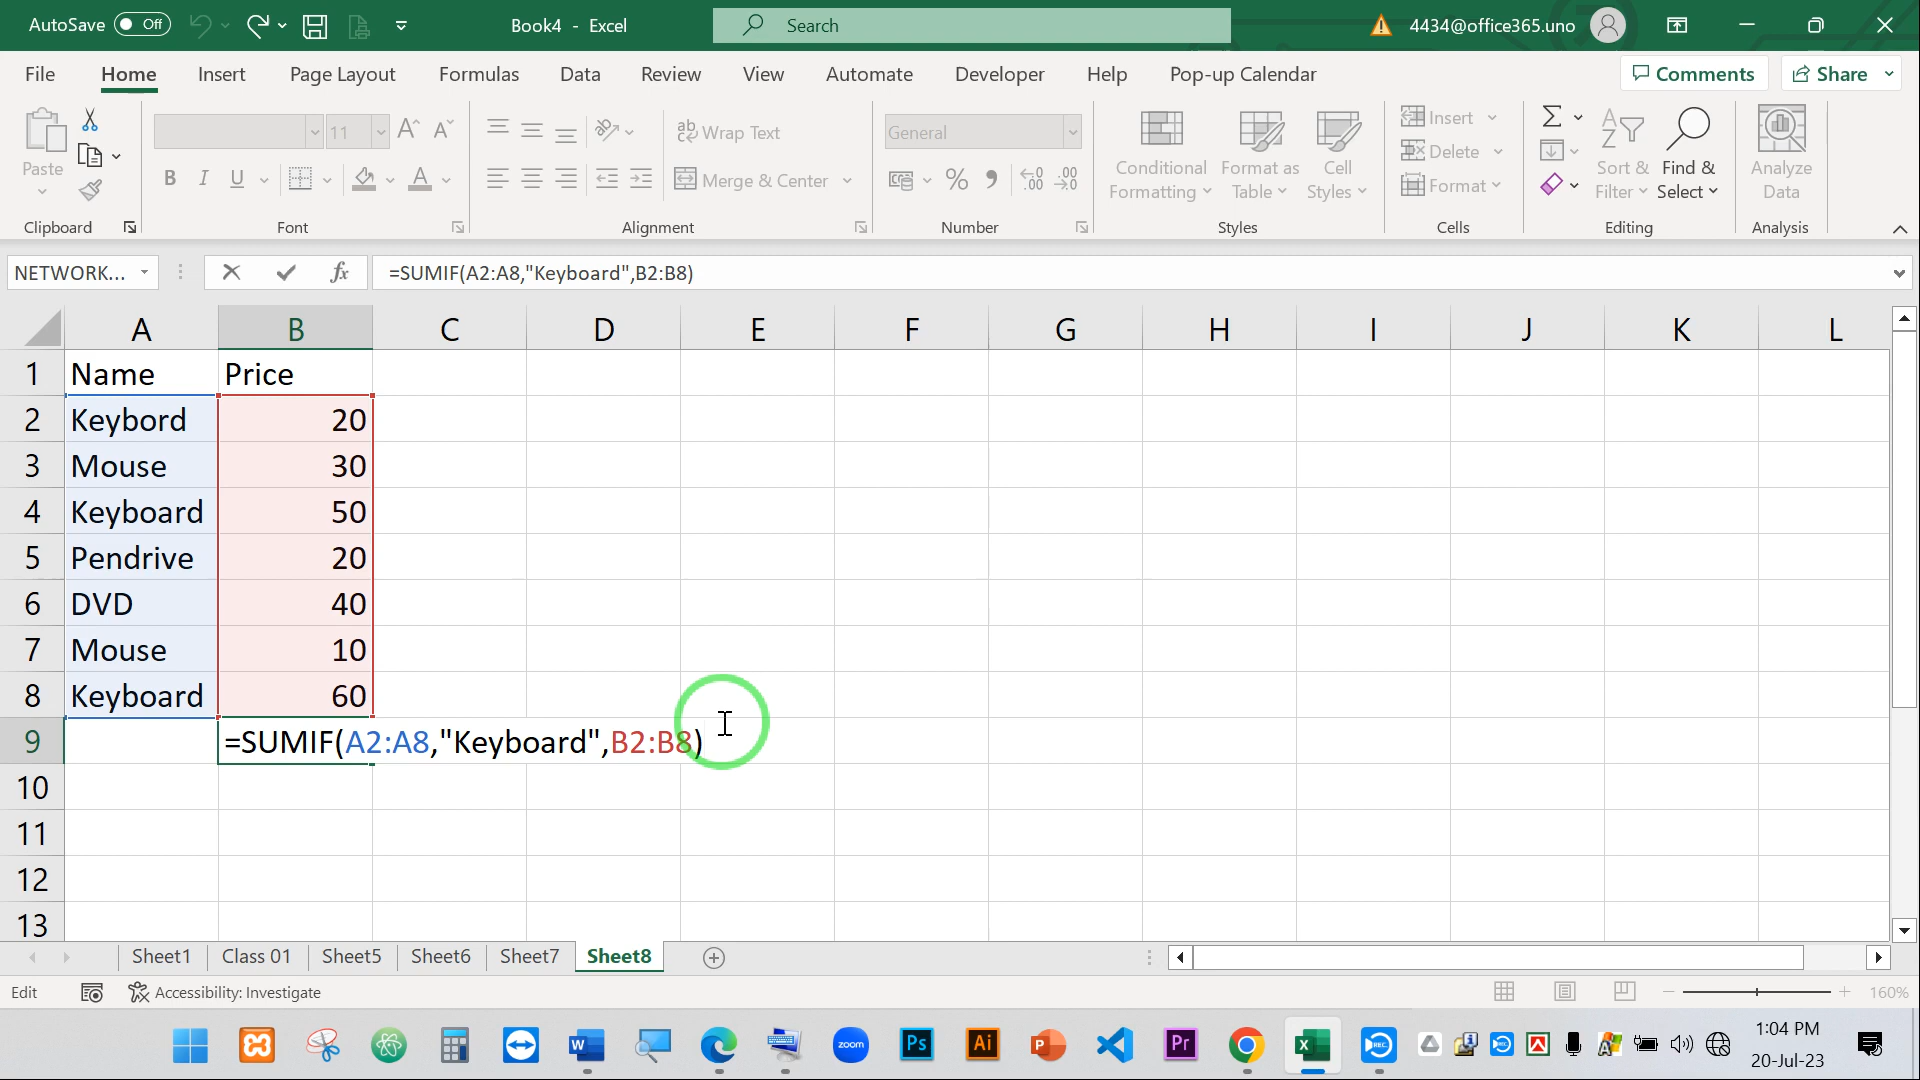 AutoSave Off Book4 - Excel Search 4434@office365.uno
File Home Insert Page Layout Formulas Data Review View Automate Developer Help Pop-up Calendar Comments Share
Paste 11 Wrap Text General Conditional Formatting Format as Table Cell Styles Insert Sort & Filter Find & Select Analyze Data
B I U Merge & Center Delete
Format
Clipboard Font Alignment Number Styles Cells Editing Analysis
NETWORK... fx =SUMIF(A2:A8,"Keyboard",B2:B8)
A B C D E F G H I J K L
1 Name Price
2 Keybord 20
3 Mouse 30
4 Keyboard 50
5 Pendrive 20
6 DVD 40
7 Mouse 10
8 Keyboard 60
9 =SUMIF(A2:A8,"Keyboard",B2:B8)
10
11
12
13
Sheet1 Class 01 Sheet5 Sheet6 Sheet7 Sheet8
Edit Accessibility: Investigate 160%
zoom Ps Ai Pr 1:04 PM
20-Jul-23